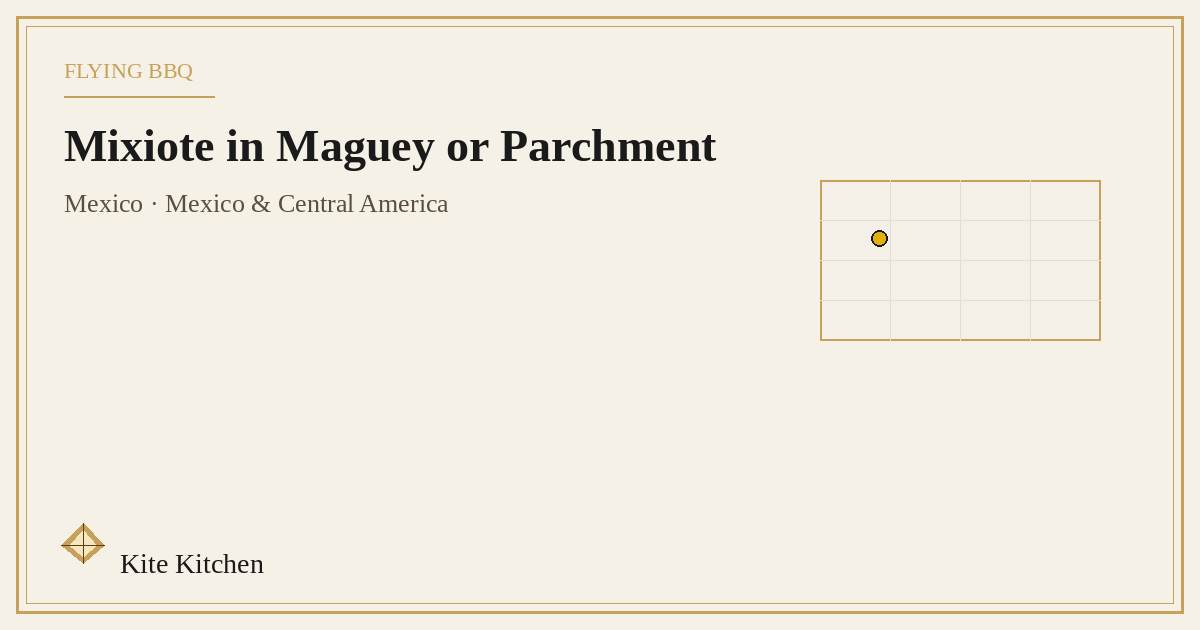 FLYING BBQ
Mixiote in Maguey or Parchment
Mexico · Mexico & Central America
Kite Kitchen